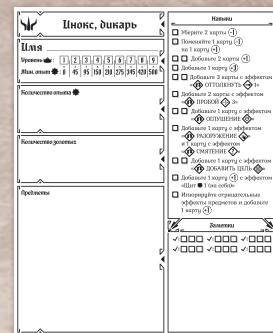 Инокс, дикарь
Имя
Уровень: 1 2 3 4 5 6 7 8 9
Мин. опыт: 0 45 95 150 210 275 345 420 500
Количество опыта
Количество золотых
Предметы
Навыки
Уберите 2 карты -1
Поменяйте 1 карту -1
на 1 карту +1
Добавьте 2 карты +1
Добавьте 1 карту +3
Добавьте 3 карты с эффектом
«ОТТОЛКНУТЬ 1»
Добавьте 2 карты с эффектом
«ПРОБОЙ 3»
Добавьте 1 карту с эффектом
«ОГЛУШЕНИЕ»
Добавьте 1 карту с эффектом
«РАЗОРУЖЕНИЕ»
и 1 карту с эффектом
«СМЯТЕНИЕ»
Добавьте 1 карту с эффектом
«ДОБАВИТЬ ЦЕЛЬ»
Добавьте 1 карту +1 с эффектом
«Щит 1 (на себя)»
Игнорируйте отрицательные
эффекты предметов и добавьте
1 карту +1
Заметки